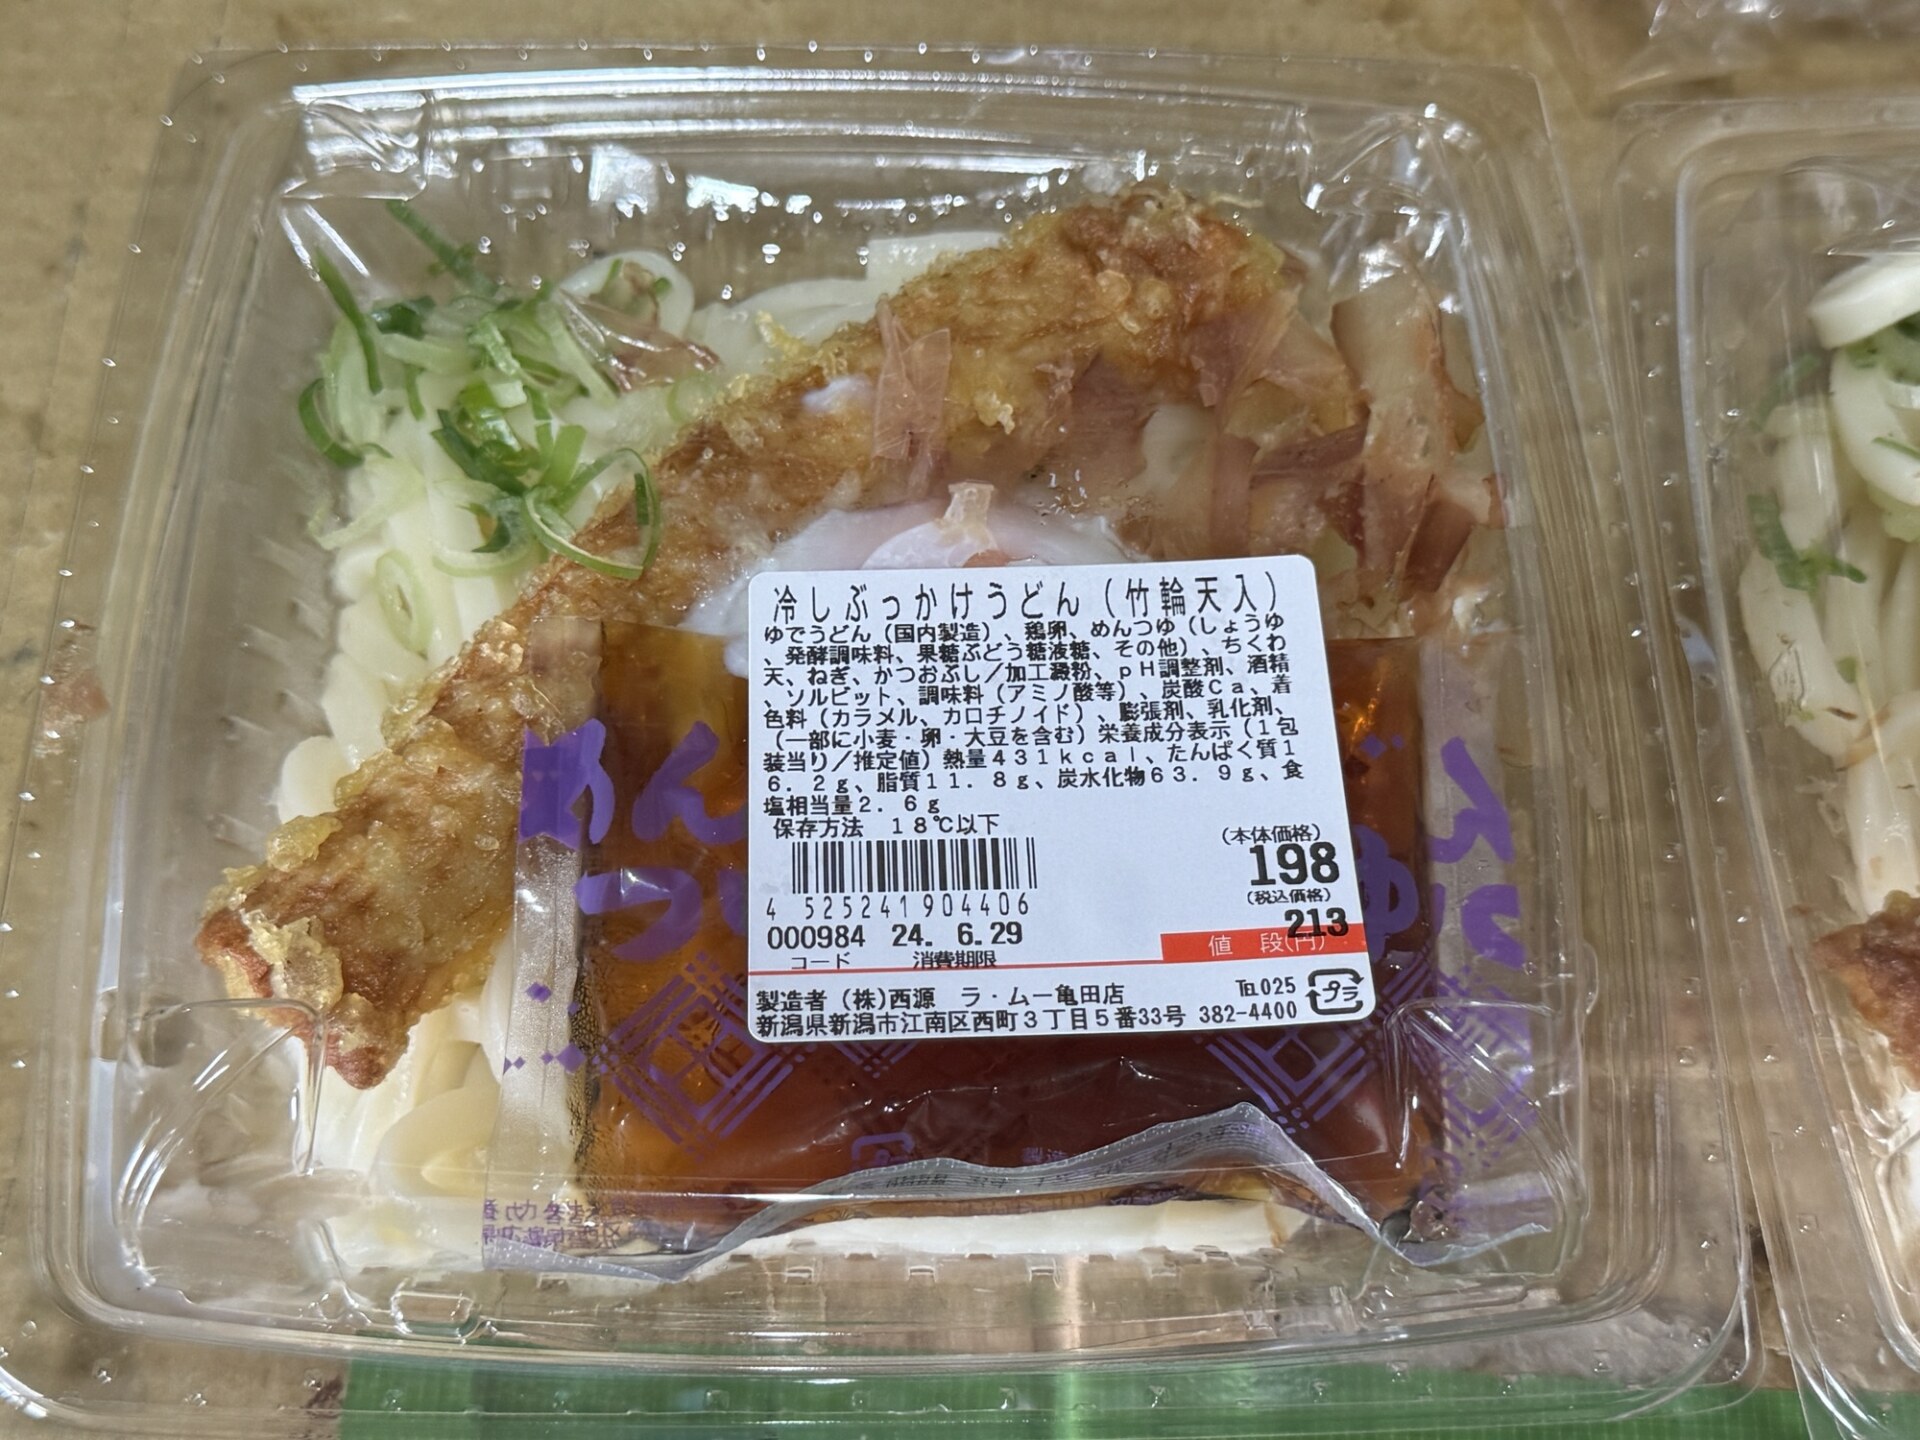 冷しぶっかけうどん（竹輪天入）
ゆでうどん（国内製造）、鶏卵、めんつゆ（しょうゆ
、発酵調味料、果糖ぶどう糖液糖、その他）、ちくわ
天、ねぎ、かつおぶし／加工澱粉、ｐＨ調整剤、酒精
、ソルビット、調味料（アミノ酸等）、炭酸Ｃａ、着
色料（カラメル、カロチノイド）、膨張剤、乳化剤、
（一部に小麦・卵・大豆を含む）栄養成分表示（１包
装当り／推定値）熱量４３１ｋｃａｌ、たんぱく質１
６．２ｇ、脂質１１．８ｇ、炭水化物６３．９ｇ、食
塩相当量２．６ｇ
保存方法　１８℃以下
(本体価格)
198
(税込価格)
213
値　段(円)
4 525241 904406
000984 24. 6.29
コード 消費期限
製造者 (株)西源　ラ・ムー亀田店 ℡025
新潟県新潟市江南区西町３丁目５番33号 382-4400
プラ
めん
つゆ